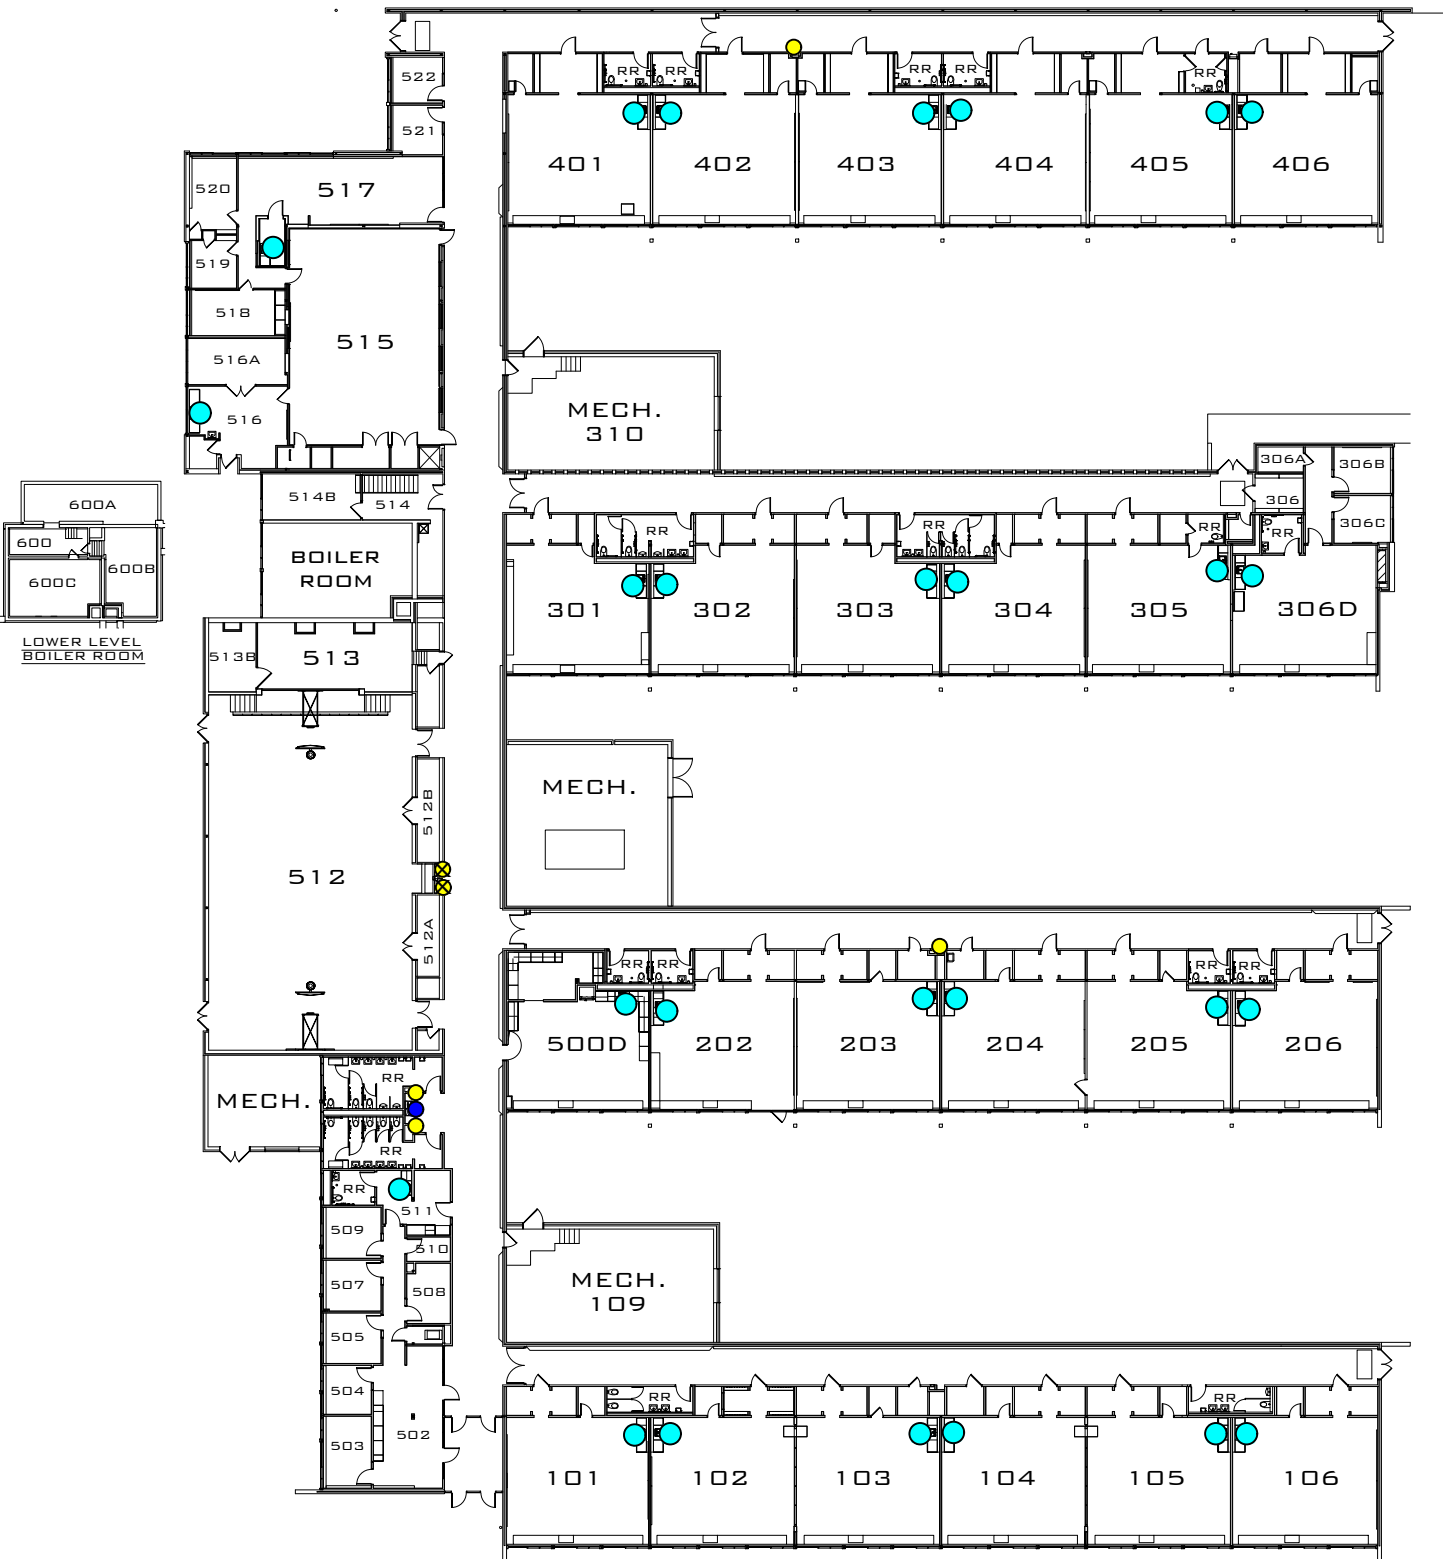 522
RR
RR
RR
RR
RR
521
401
402
403
404
405
406
520
517
519
518
515
516A
516
MECH.
310
306A
306B
514B
514
306
306C
600A
600
600B
600C
LOWER LEVEL
BOILER ROOM
BOILER
ROOM
RR
RR
RR
RR
301
302
303
304
305
306D
513B
513
MECH.
512B
512
512A
RR
RR
RR
RR
500D
202
203
204
205
206
RR
MECH.
RR
RR
511
509
510
507
508
MECH.
109
505
504
503
502
RR
RR
101
102
103
104
105
106